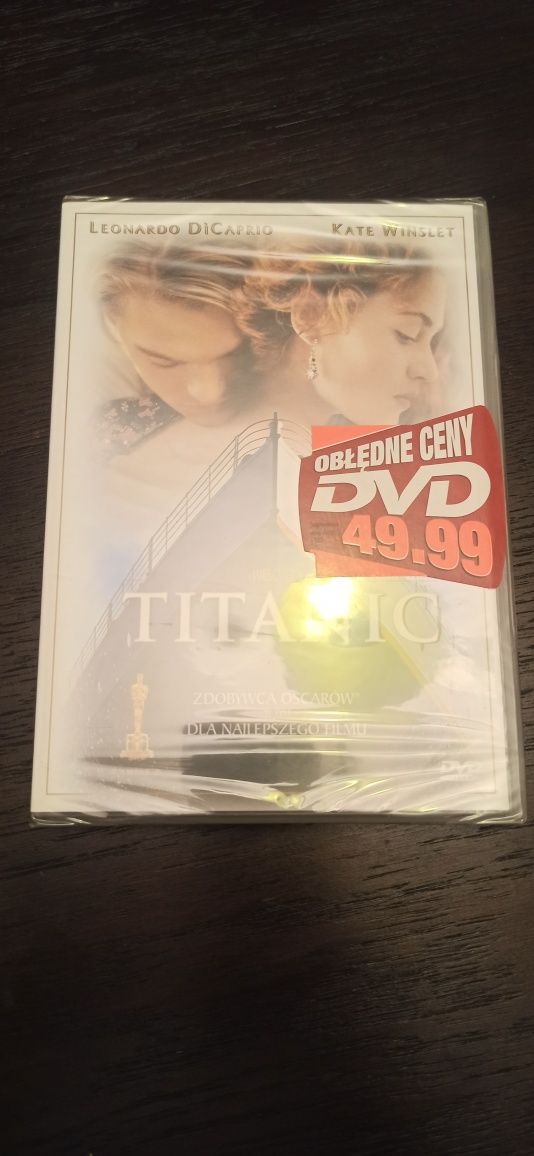 LEONARDO DICAPRIO KATE WINSLET
OBŁĘDNE CENY
DVD
49.99
TITANIC
ZDOBYWCA OSCARÓW
DLA NAJLEPSZEGO FILMU
DVD